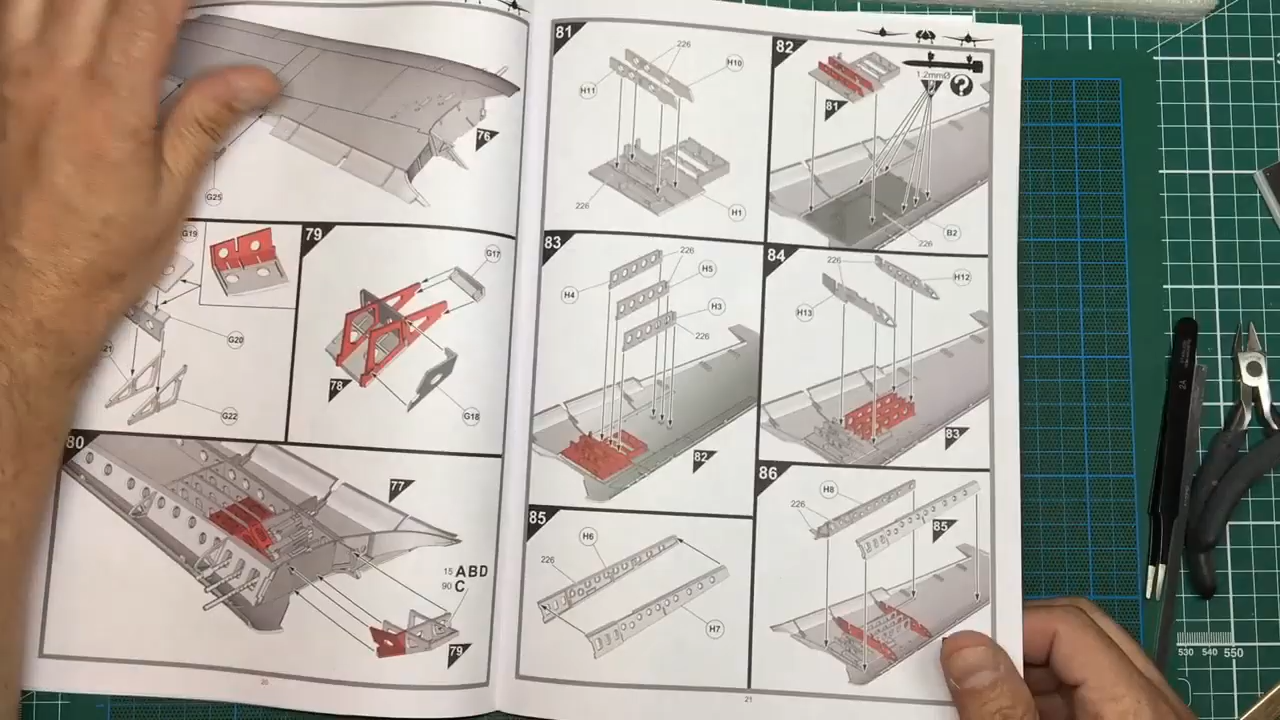 76
G25
G19
G20
21
G22
79
G17
78
G18
80
77
15 ABD
90 C
79
20
81
226
H10
H11
226
H1
82
1.2mmØ
?
81
B2
226
83
226
H5
H4
H3
226
82
84
226
H12
H13
83
85
H6
226
H7
86
H8
226
85
21
530 540 550